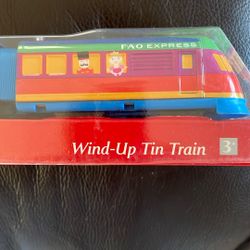 FAO EXPRESS
Wind-Up Tin Train
3+